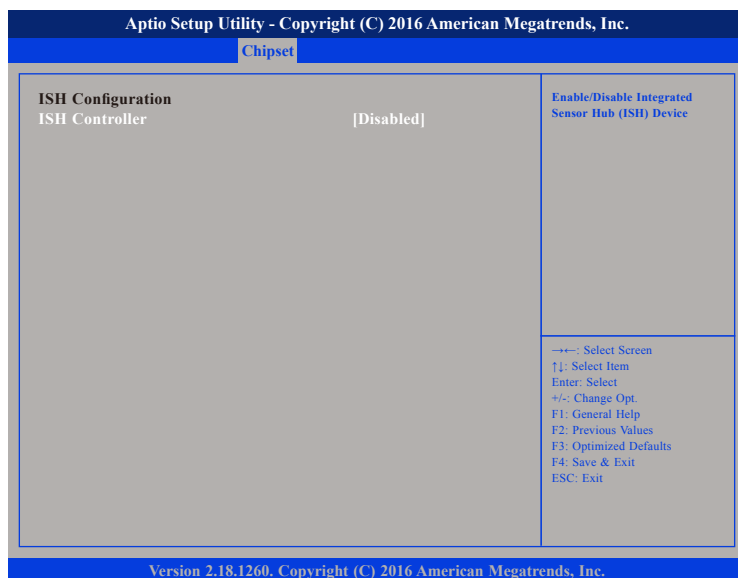 Aptio Setup Utility - Copyright (C) 2016 American Megatrends, Inc.
Chipset
ISH Configuration
ISH Controller [Disabled]
Enable/Disable Integrated
Sensor Hub (ISH) Device
→←: Select Screen
↑↓: Select Item
Enter: Select
+/-: Change Opt.
F1: General Help
F2: Previous Values
F3: Optimized Defaults
F4: Save & Exit
ESC: Exit
Version 2.18.1260. Copyright (C) 2016 American Megatrends, Inc.